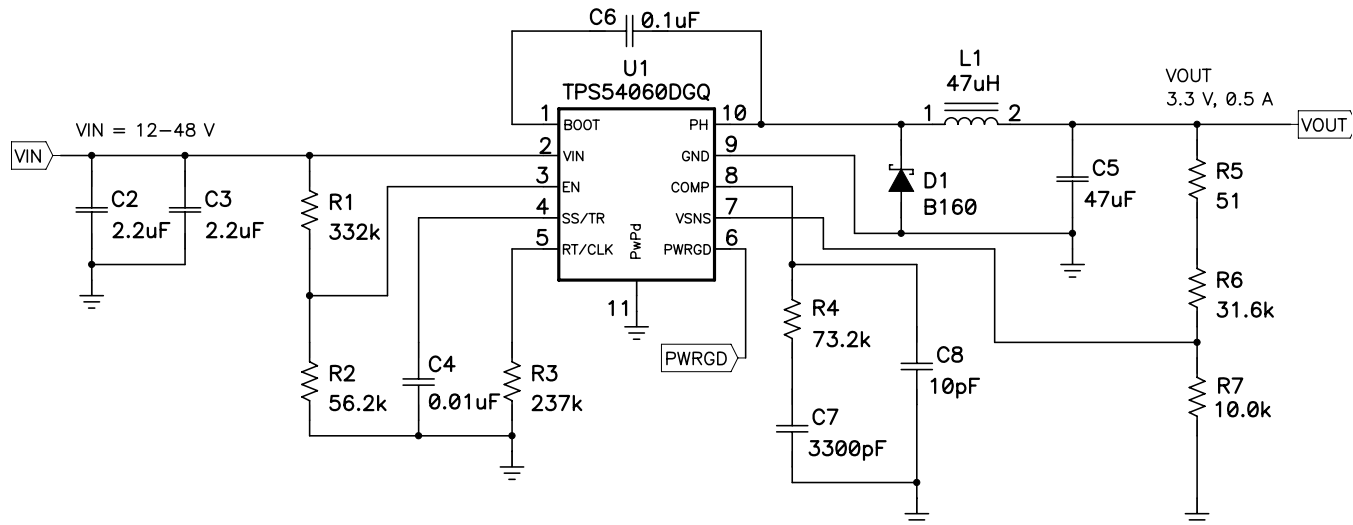 C6
0.1uF
U1
TPS54060DGQ
L1
47uH
VOUT
3.3 V, 0.5 A
VIN = 12-48 V
VIN
VOUT
1
BOOT
PH
10
1
2
2
VIN
GND
9
3
EN
COMP
8
4
SS/TR
VSNS
7
5
RT/CLK
PWRGD
6
PwPd
11
C2
2.2uF
C3
2.2uF
R1
332k
D1
B160
C5
47uF
R5
51
R6
31.6k
R4
73.2k
PWRGD
C8
10pF
R2
56.2k
C4
0.01uF
R3
237k
R7
10.0k
C7
3300pF